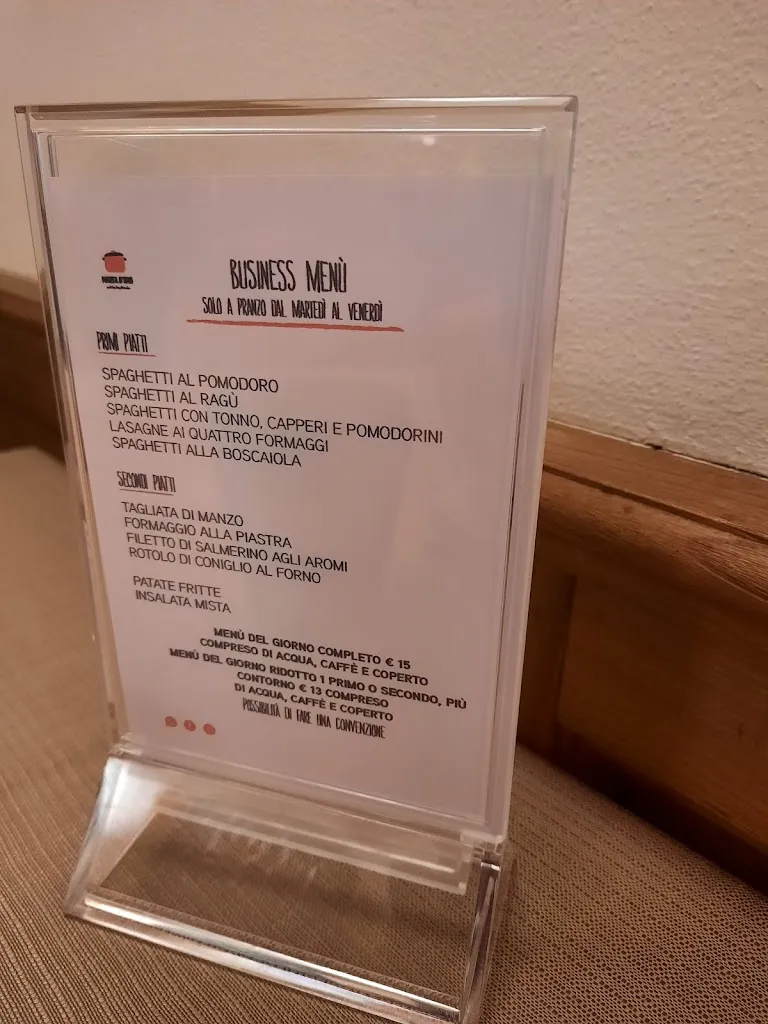 BUSINESS MENÙ
SOLO A PRANZO DAL MARTEDÌ AL VENERDÌ
PRIMI PIATTI
SPAGHETTI AL POMODORO
SPAGHETTI AL RAGÙ
SPAGHETTI CON TONNO, CAPPERI E POMODORINI
LASAGNE AI QUATTRO FORMAGGI
SPAGHETTI ALLA BOSCAIOLA
SECONDI PIATTI
TAGLIATA DI MANZO
FORMAGGIO ALLA PIASTRA
FILETTO DI SALMERINO AGLI AROMI
ROTOLO DI CONIGLIO AL FORNO
PATATE FRITTE
INSALATA MISTA
MENÙ DEL GIORNO COMPLETO € 15
COMPRESO DI ACQUA, CAFFÈ E COPERTO
MENÙ DEL GIORNO RIDOTTO 1 PRIMO O SECONDO, PIÙ
CONTORNO € 13 COMPRESO
DI ACQUA, CAFFÈ E COPERTO
POSSIBILITÀ DI FARE UNA CONVENZIONE